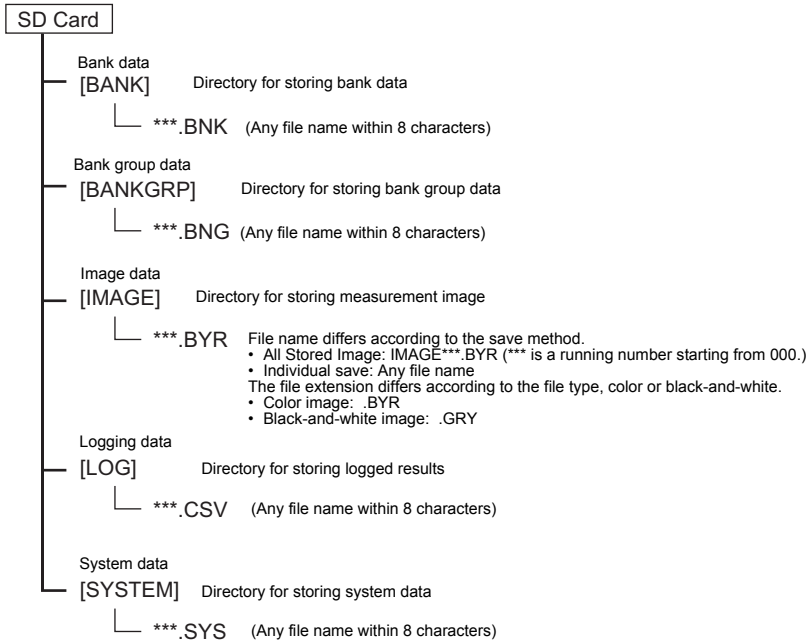 SD Card
Bank data
[BANK] Directory for storing bank data
***.BNK (Any file name within 8 characters)
Bank group data
[BANKGRP] Directory for storing bank group data
***.BNG (Any file name within 8 characters)
Image data
[IMAGE] Directory for storing measurement image
***.BYR File name differs according to the save method.
• All Stored Image: IMAGE***.BYR (*** is a running number starting from 000.)
• Individual save: Any file name
The file extension differs according to the file type, color or black-and-white.
• Color image: .BYR
• Black-and-white image: .GRY
Logging data
[LOG] Directory for storing logged results
***.CSV (Any file name within 8 characters)
System data
[SYSTEM] Directory for storing system data
***.SYS (Any file name within 8 characters)